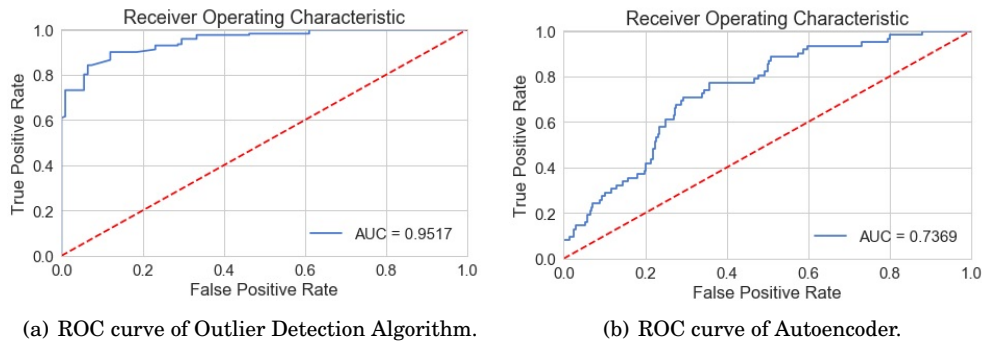 Receiver Operating Characteristic
1.0
0.8
0.6
0.4
0.2
0.0
True Positive Rate
AUC = 0.9517
0.0 0.2 0.4 0.6 0.8 1.0
False Positive Rate
(a) ROC curve of Outlier Detection Algorithm.
Receiver Operating Characteristic
1.0
0.8
0.6
0.4
0.2
0.0
True Positive Rate
AUC = 0.7369
0.0 0.2 0.4 0.6 0.8 1.0
False Positive Rate
(b) ROC curve of Autoencoder.